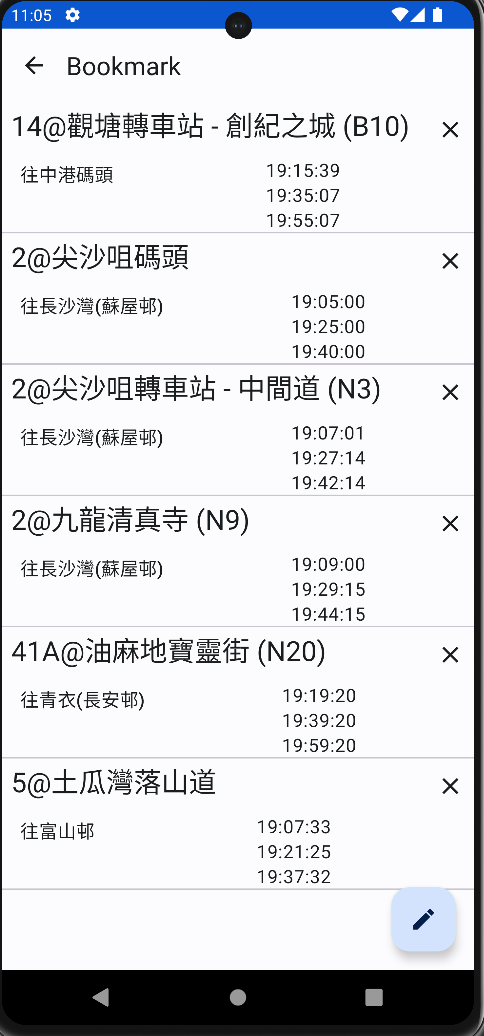 11:05
Bookmark
14@觀塘轉車站 - 創紀之城 (B10)
往中港碼頭
19:15:39
19:35:07
19:55:07
2@尖沙咀碼頭
往長沙灣(蘇屋邨)
19:05:00
19:25:00
19:40:00
2@尖沙咀轉車站 - 中間道 (N3)
往長沙灣(蘇屋邨)
19:07:01
19:27:14
19:42:14
2@九龍清真寺 (N9)
往長沙灣(蘇屋邨)
19:09:00
19:29:15
19:44:15
41A@油麻地寶靈街 (N20)
往青衣(長安邨)
19:19:20
19:39:20
19:59:20
5@土瓜灣落山道
往富山邨
19:07:33
19:21:25
19:37:32